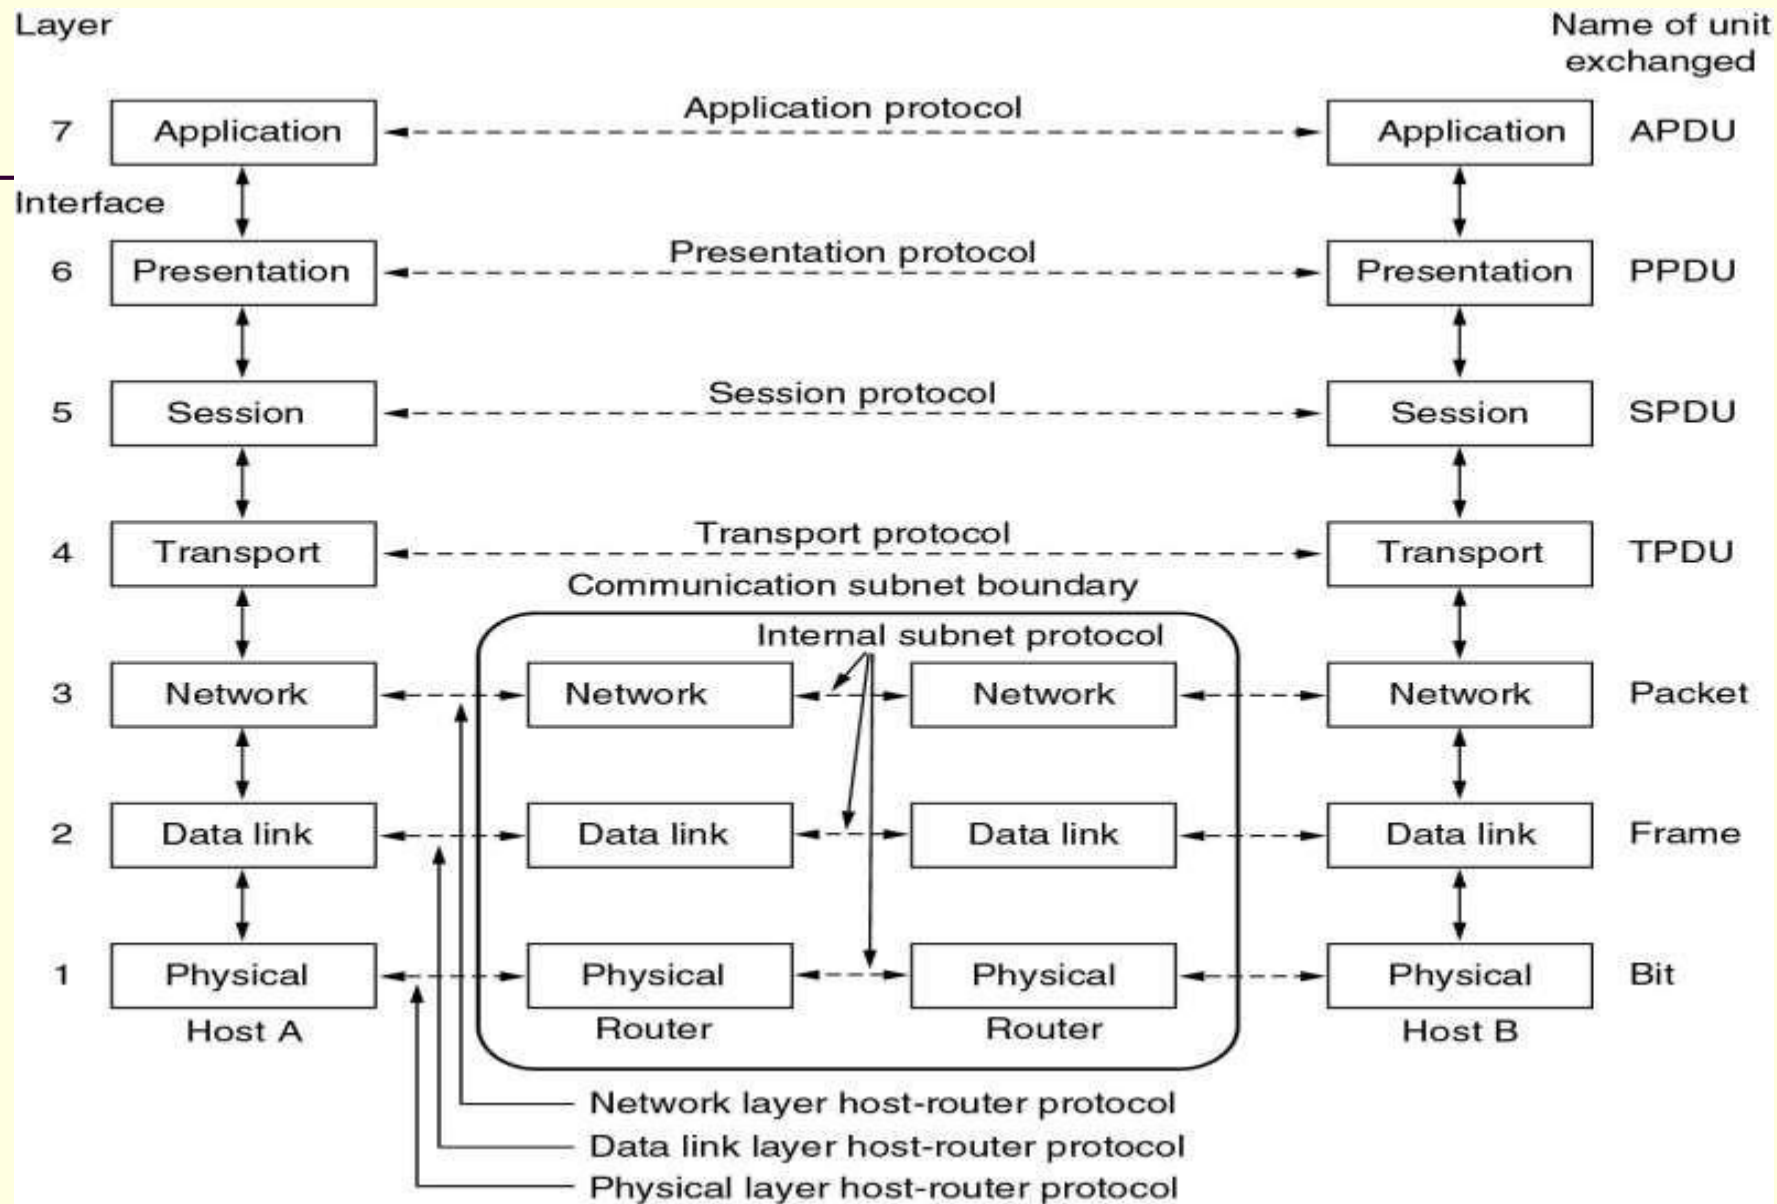 Layer
Name of unit
exchanged
7
Application
Application protocol
Application
APDU
Interface
6
Presentation
Presentation protocol
Presentation
PPDU
5
Session
Session protocol
Session
SPDU
4
Transport
Transport protocol
Transport
TPDU
Communication subnet boundary
Internal subnet protocol
3
Network
Network
Network
Network
Packet
2
Data link
Data link
Data link
Data link
Frame
1
Physical
Physical
Physical
Physical
Bit
Host A
Router
Router
Host B
Network layer host-router protocol
Data link layer host-router protocol
Physical layer host-router protocol